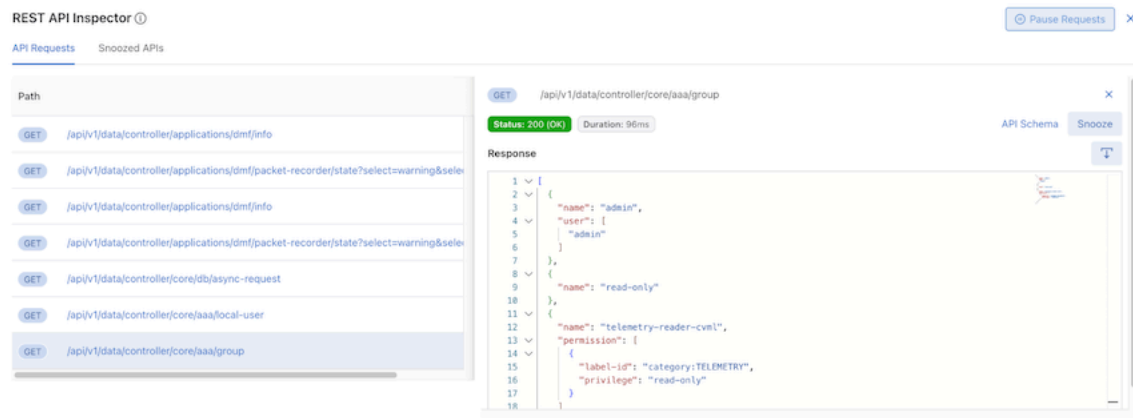 REST API Inspector
Pause Requests
API Requests Snoozed APIs
Path
GET /api/v1/data/controller/applications/dmf/info
GET /api/v1/data/controller/applications/dmf/packet-recorder/state?select=warning&selec
GET /api/v1/data/controller/applications/dmf/info
GET /api/v1/data/controller/applications/dmf/packet-recorder/state?select=warning&selec
GET /api/v1/data/controller/core/db/async-request
GET /api/v1/data/controller/core/aaa/local-user
GET /api/v1/data/controller/core/aaa/group
GET /api/v1/data/controller/core/aaa/group
Status: 200 (OK) Duration: 96ms API Schema Snooze
Response
1 [
2 {
3 "name": "admin",
4 "user": [
5 "admin"
6 ]
7 },
8 {
9 "name": "read-only"
10 },
11 {
12 "name": "telemetry-reader-cvml",
13 "permission": [
14 {
15 "label-id": "category:TELEMETRY",
16 "privilege": "read-only"
17 }
18 ]